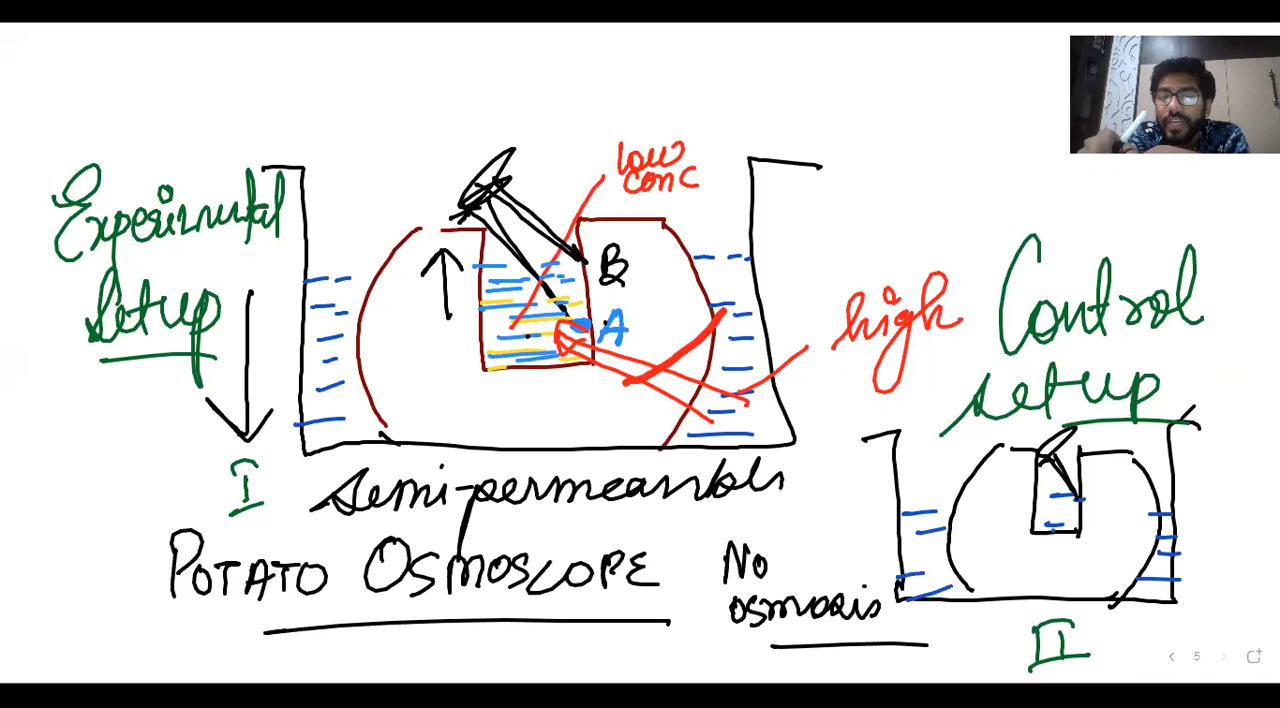 low
conc
Experimental
setup
B
A
high
Control
setup
I
semi-permeable
POTATO OSMOSCOPE
No
osmosis
II
5